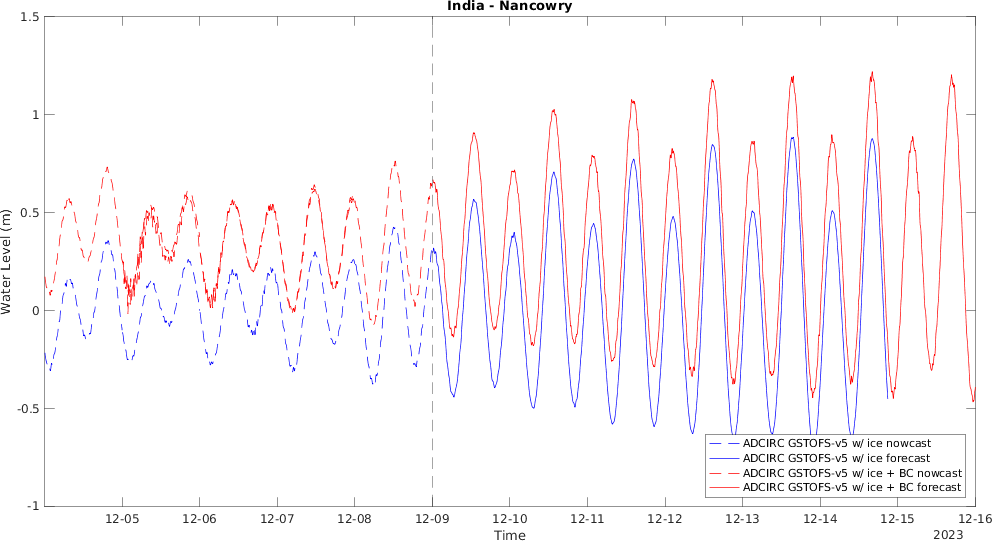 India - Nancowry
1.5
1
0.5
0
-0.5
-1
Water Level (m)
ADCIRC GSTOFS-v5 w/ ice nowcast
ADCIRC GSTOFS-v5 w/ ice forecast
ADCIRC GSTOFS-v5 w/ ice + BC nowcast
ADCIRC GSTOFS-v5 w/ ice + BC forecast
12-05 12-06 12-07 12-08 12-09 12-10 12-11 12-12 12-13 12-14 12-15 12-16
Time
2023